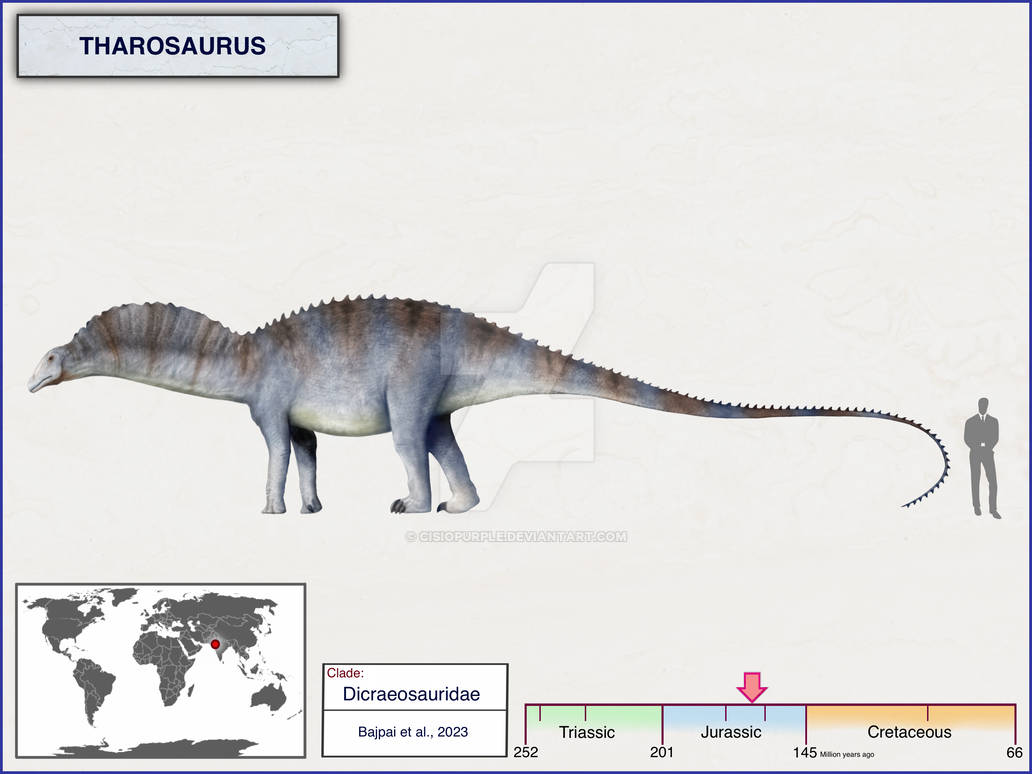 THAROSAURUS
© CISIOPURPLE.DEVIANTART.COM
Clade:
Dicraeosauridae
Bajpai et al., 2023
Triassic Jurassic Cretaceous
252 201 145 Million years ago 66